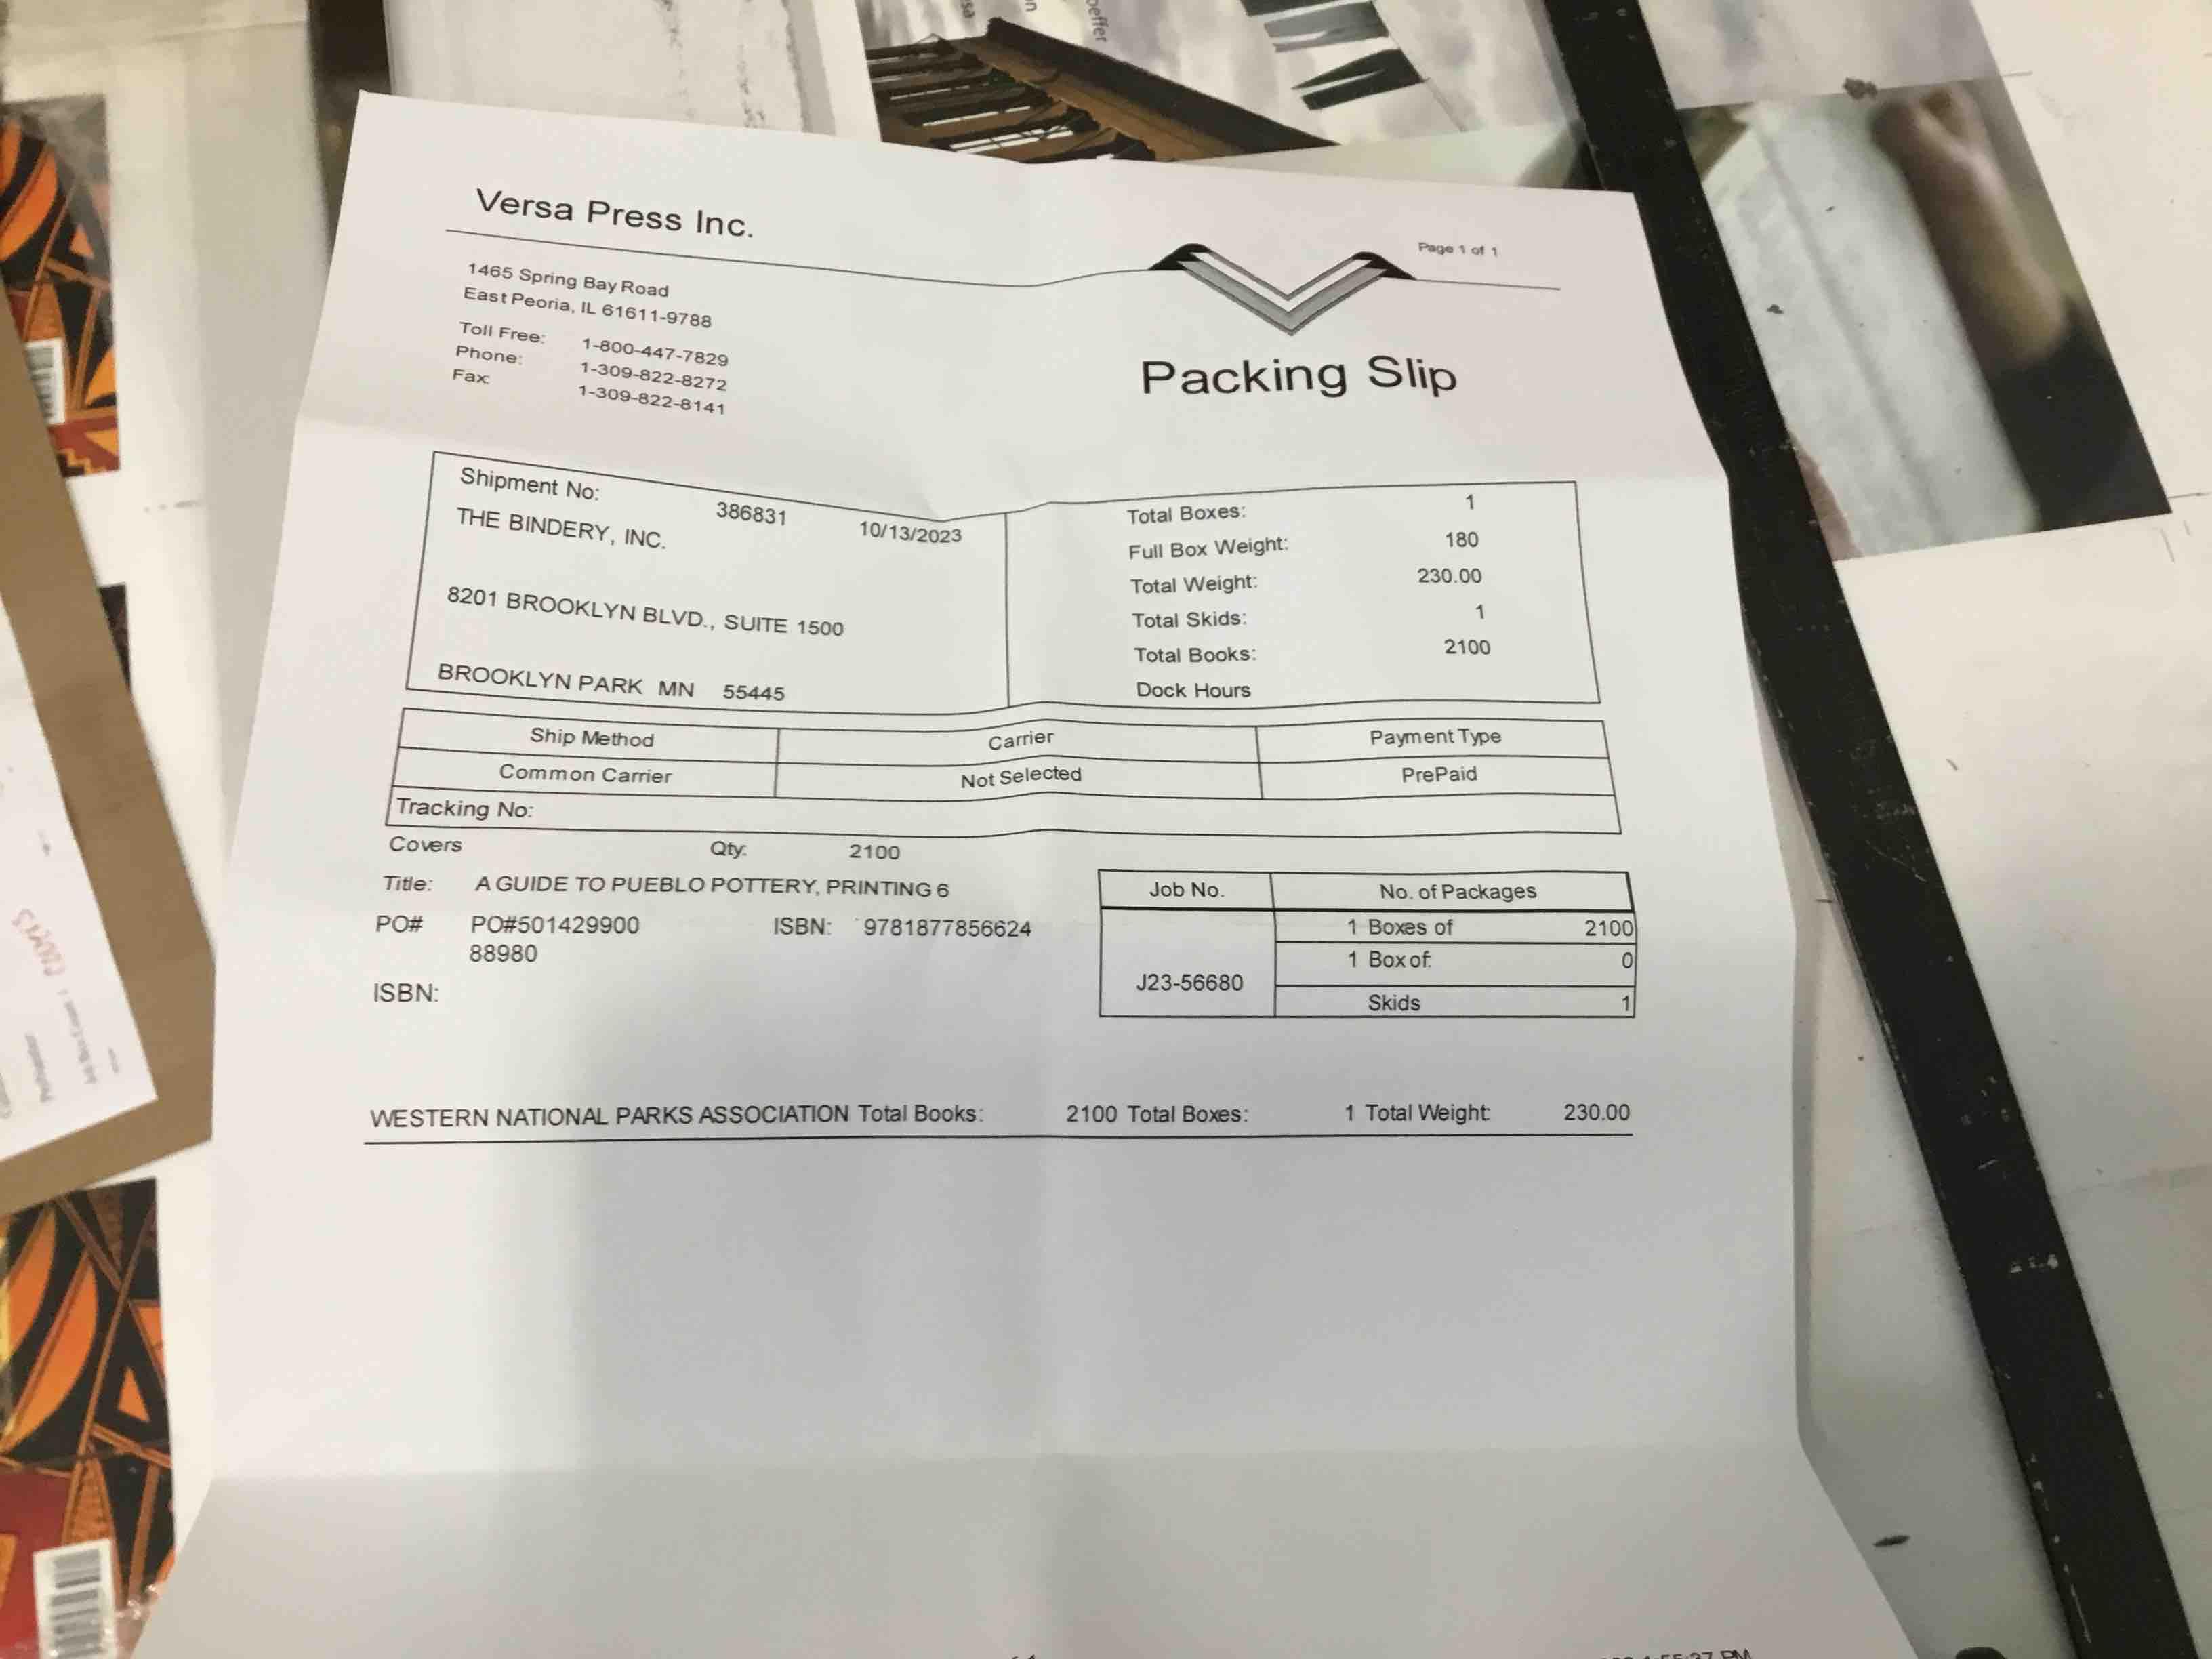 Versa Press Inc.
Page 1 of 1
1465 Spring Bay Road
East Peoria, IL 61611-9788
Toll Free: 1-800-447-7829
Phone: 1-309-822-8272
Fax: 1-309-822-8141
Packing Slip
Shipment No: 386831 10/13/2023
THE BINDERY, INC.
8201 BROOKLYN BLVD., SUITE 1500
BROOKLYN PARK MN 55445
Total Boxes: 1
Full Box Weight: 180
Total Weight: 230.00
Total Skids: 1
Total Books: 2100
Dock Hours
Ship Method Carrier Payment Type
Common Carrier Not Selected PrePaid
Tracking No:
Covers Qty: 2100
Title: A GUIDE TO PUEBLO POTTERY, PRINTING 6
PO# PO#501429900 ISBN: 9781877856624
88980
ISBN:
Job No. No. of Packages
1 Boxes of 2100
1 Box of: 0
J23-56680
Skids 1
WESTERN NATIONAL PARKS ASSOCIATION Total Books: 2100 Total Boxes: 1 Total Weight: 230.00